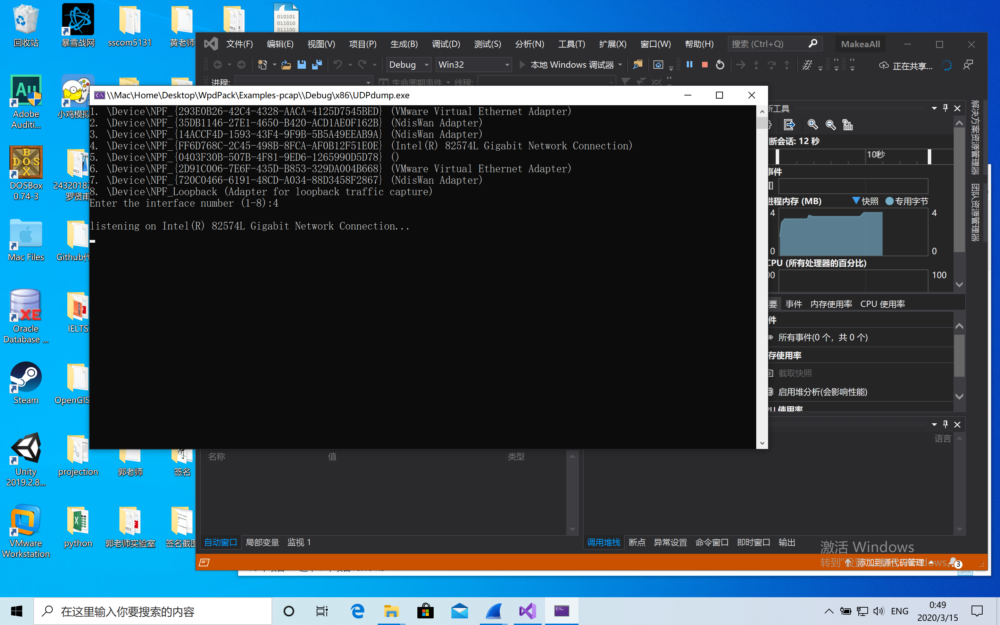 回收站
暴雪战网
sscom5131
黄老师
010101
011010
011100
Adobe
Auditi...
小鸡模拟
DOSBox
0.74-3
Mac Files
Github代
Oracle
Database ...
IELTS
Steam
Unity
2019.2.8...
projection
郭老师
签名
VMware
Workstation
python
郭老师实验室
签名截图
文件(F) 编辑(E) 视图(V) 项目(P) 生成(B) 调试(D) 测试(S) 分析(N) 工具(T) 扩展(X) 窗口(W) 帮助(H) 搜索 (Ctrl+Q) MakeaAll
Debug Win32 本地 Windows 调试器 正在共享...
进程: 生命周期事件 线程:
\\Mac\Home\Desktop\WpdPack\Examples-pcap\\Debug\x86\UDPdump.exe
1. \Device\NPF_{293E0B26-42C4-4328-AACA-4125D7545BED} (VMware Virtual Ethernet Adapter)
2. \Device\NPF_{35DB1146-27E1-4650-B420-ACD1AE0F162B} (NdisWan Adapter)
3. \Device\NPF_{14ACCF4D-1593-43F4-9F9B-5B5A49EEAB9A} (NdisWan Adapter)
4. \Device\NPF_{FF6D768C-2C45-498B-8FCA-AF0B12F51E0E} (Intel(R) 82574L Gigabit Network Connection)
5. \Device\NPF_{0403F30B-507B-4F81-9ED6-1265990D5D78} ()
6. \Device\NPF_{2D91C006-7E6F-435D-B853-329DA004B668} (VMware Virtual Ethernet Adapter)
7. \Device\NPF_{720C0466-6191-48CD-A034-88D3458F2867} (NdisWan Adapter)
8. \Device\NPF_Loopback (Adapter for loopback traffic capture)
Enter the interface number (1-8):4
listening on Intel(R) 82574L Gigabit Network Connection...
断工具
断会话: 12 秒
10秒
事件
进程内存 (MB) 快照 专用字节
4 4
0 0
CPU (所有处理器的百分比)
100
要 事件 内存使用率 CPU 使用率
件
所有事件(0 个，共 0 个)
存使用率
截取快照
启用堆分析(会影响性能)
CPU 使用率
语言
解决方案资源管理器
团队资源管理器
名称 值 类型
自动窗口 局部变量 监视 1
调用堆栈 断点 异常设置 命令窗口 即时窗口 输出
激活 Windows
添加到源代码管理
3
在这里输入你要搜索的内容
ENG
0:49
2020/3/15